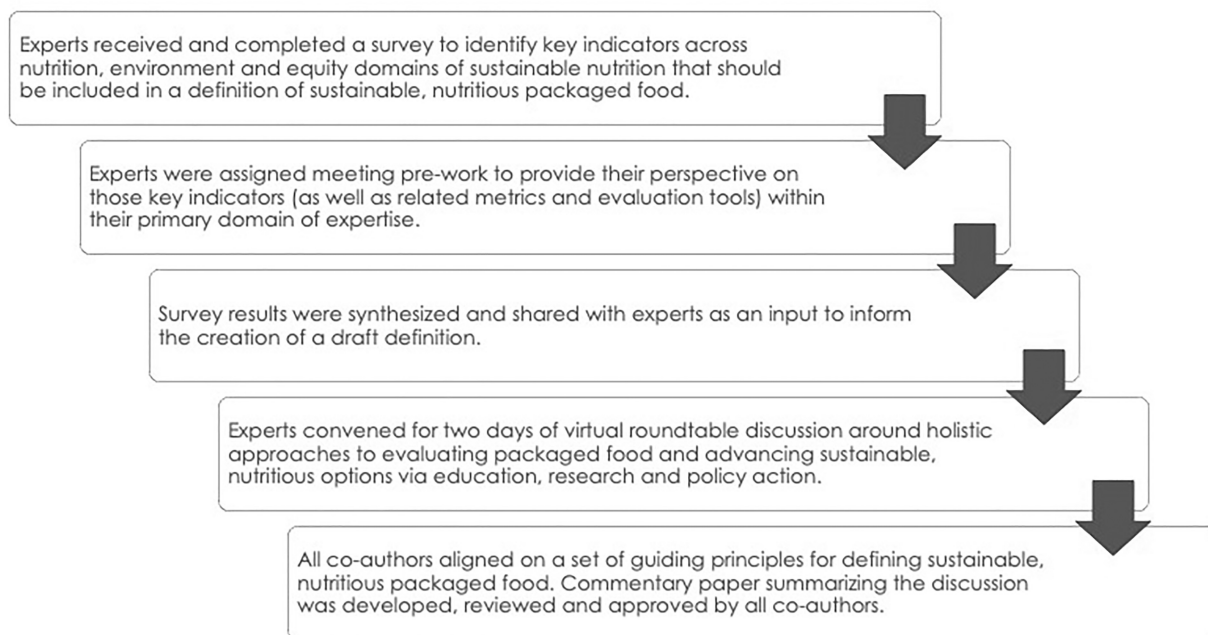 Experts received and completed a survey to identify key indicators across
nutrition, environment and equity domains of sustainable nutrition that should
be included in a definition of sustainable, nutritious packaged food.
Experts were assigned meeting pre-work to provide their perspective on
those key indicators (as well as related metrics and evaluation tools) within
their primary domain of expertise.
Survey results were synthesized and shared with experts as an input to inform
the creation of a draft definition.
Experts convened for two days of virtual roundtable discussion around holistic
approaches to evaluating packaged food and advancing sustainable,
nutritious options via education, research and policy action.
All co-authors aligned on a set of guiding principles for defining sustainable,
nutritious packaged food. Commentary paper summarizing the discussion
was developed, reviewed and approved by all co-authors.